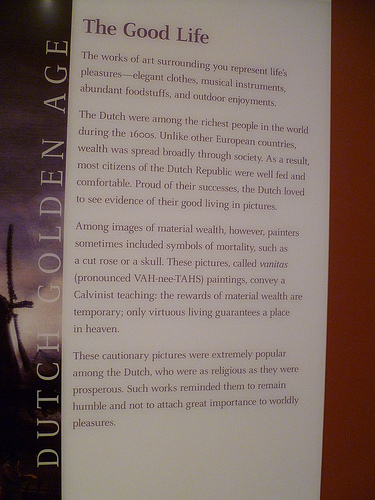 The Good Life
The works of art surrounding you represent life's
pleasures—elegant clothes, musical instruments,
abundant foodstuffs, and outdoor enjoyments.
The Dutch were among the richest people in the world
during the 1600s. Unlike other European countries,
wealth was spread broadly through society. As a result,
most citizens of the Dutch Republic were well fed and
comfortable. Proud of their successes, the Dutch loved
to see evidence of their good living in pictures.
Among images of material wealth, however, painters
sometimes included symbols of mortality, such as
a cut rose or a skull. These pictures, called vanitas
(pronounced VAH-nee-TAHS) paintings, convey a
Calvinist teaching: the rewards of material wealth are
temporary; only virtuous living guarantees a place
in heaven.
These cautionary pictures were extremely popular
among the Dutch, who were as religious as they were
prosperous. Such works reminded them to remain
humble and not to attach great importance to worldly
pleasures.
DUTCH GOLDEN AGE